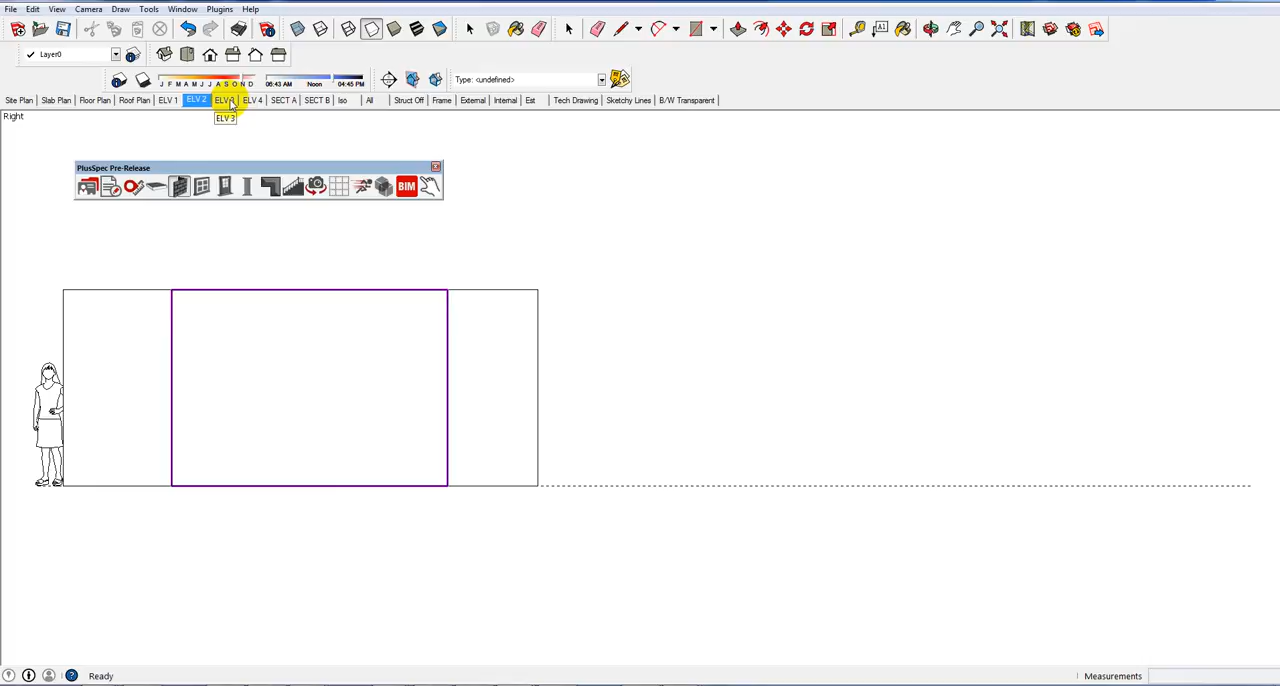 File Edit View Camera Draw Tools Window Plugins Help
Layer0
J F M A M J J A S O N D 06:43 AM Noon 04:45 PM Type: <undefined>
Site Plan Slab Plan Floor Plan Roof Plan ELV 1 ELV 2 ELV 3 ELV 4 SECT A SECT B Iso All Struct Off Frame External Internal Est Tech Drawing Sketchy Lines B/W Transparent
Right
ELV 3
PlusSpec Pre-Release
BIM
Ready
Measurements